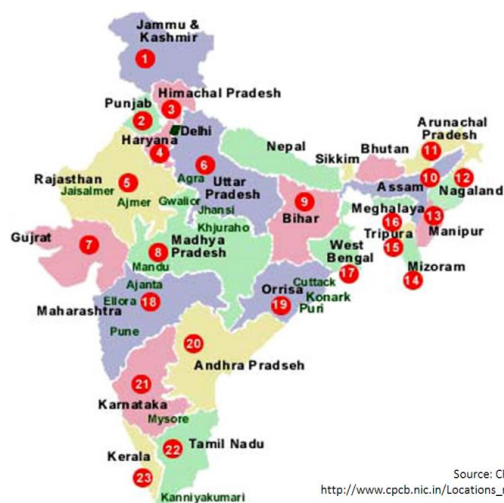 Jammu &
Kashmir
1
Himachal Pradesh
Punjab
3
2
Delhi
Haryana
4
Arunachal
Pradesh
Nepal
Bhutan
11
Sikkim
6
Rajasthan
5
Agra
Uttar
Pradesh
Assam
10
12
Nagaland
Jaisalmer
Ajmer
Gwalior
Jhansi
9
Bihar
Meghalaya
16
13
Manipur
Khjuraho
Gujrat
7
8
Madhya
Pradesh
Mandu
West
Bengal
17
Tripura
15
Mizoram
14
Ajanta
Ellora
18
Maharashtra
Orrisa
19
Cuttack
Konark
Puri
Pune
20
Andhra Pradseh
21
Karnataka
Mysore
22
Tamil Nadu
Kerala
23
Kanniyakumari
Source: C
http://www.cpcb.nic.in/Locations_